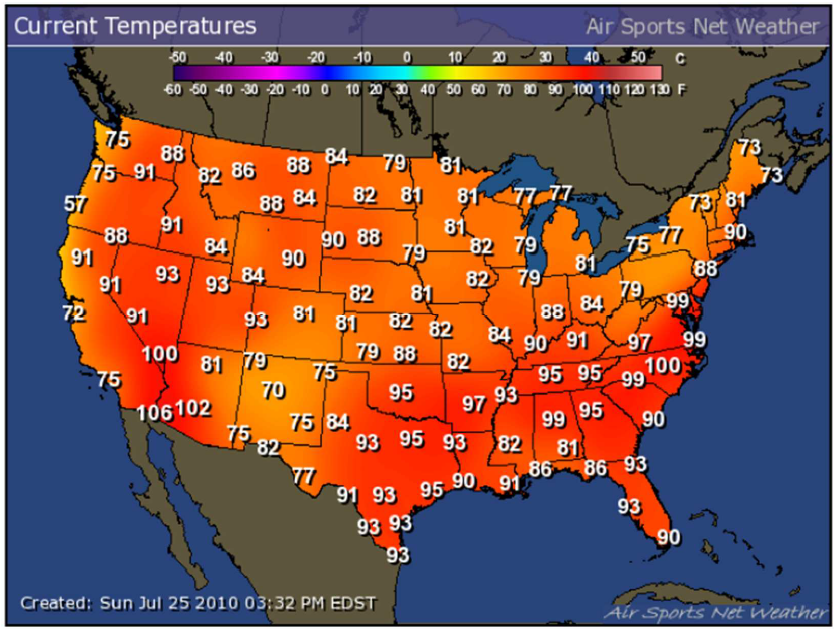 Current Temperatures Air Sports Net Weather
-50 -40 -30 -20 10 0 10 20 30 40 50 C
-60 -50 -40 -30 -20 -10 0 10 20 30 40 50 60 70 80 90 100 110 120 130 F
75 88 84 79 81 73
75 91 82 86 88 73
57 88 84 82 81 81 77 77 73 81
88 91 84 90 88 81 82 79 75 77 90
91 90 79 81 88
91 93 93 84 82 81 82 79 84 79 99
72 91 93 81 81 82 82 84 88 90 91 97 99
100 81 79 79 88 82 100
75 70 75 95 97 93 95 95 99
106 102 75 84 99 95 90
75 82 93 95 93 82 81
77 91 93 95 90 91 86 86 93
93 93 93
93 90
Created: Sun Jul 25 2010 03:32 PM EDST
Air Sports Net Weather